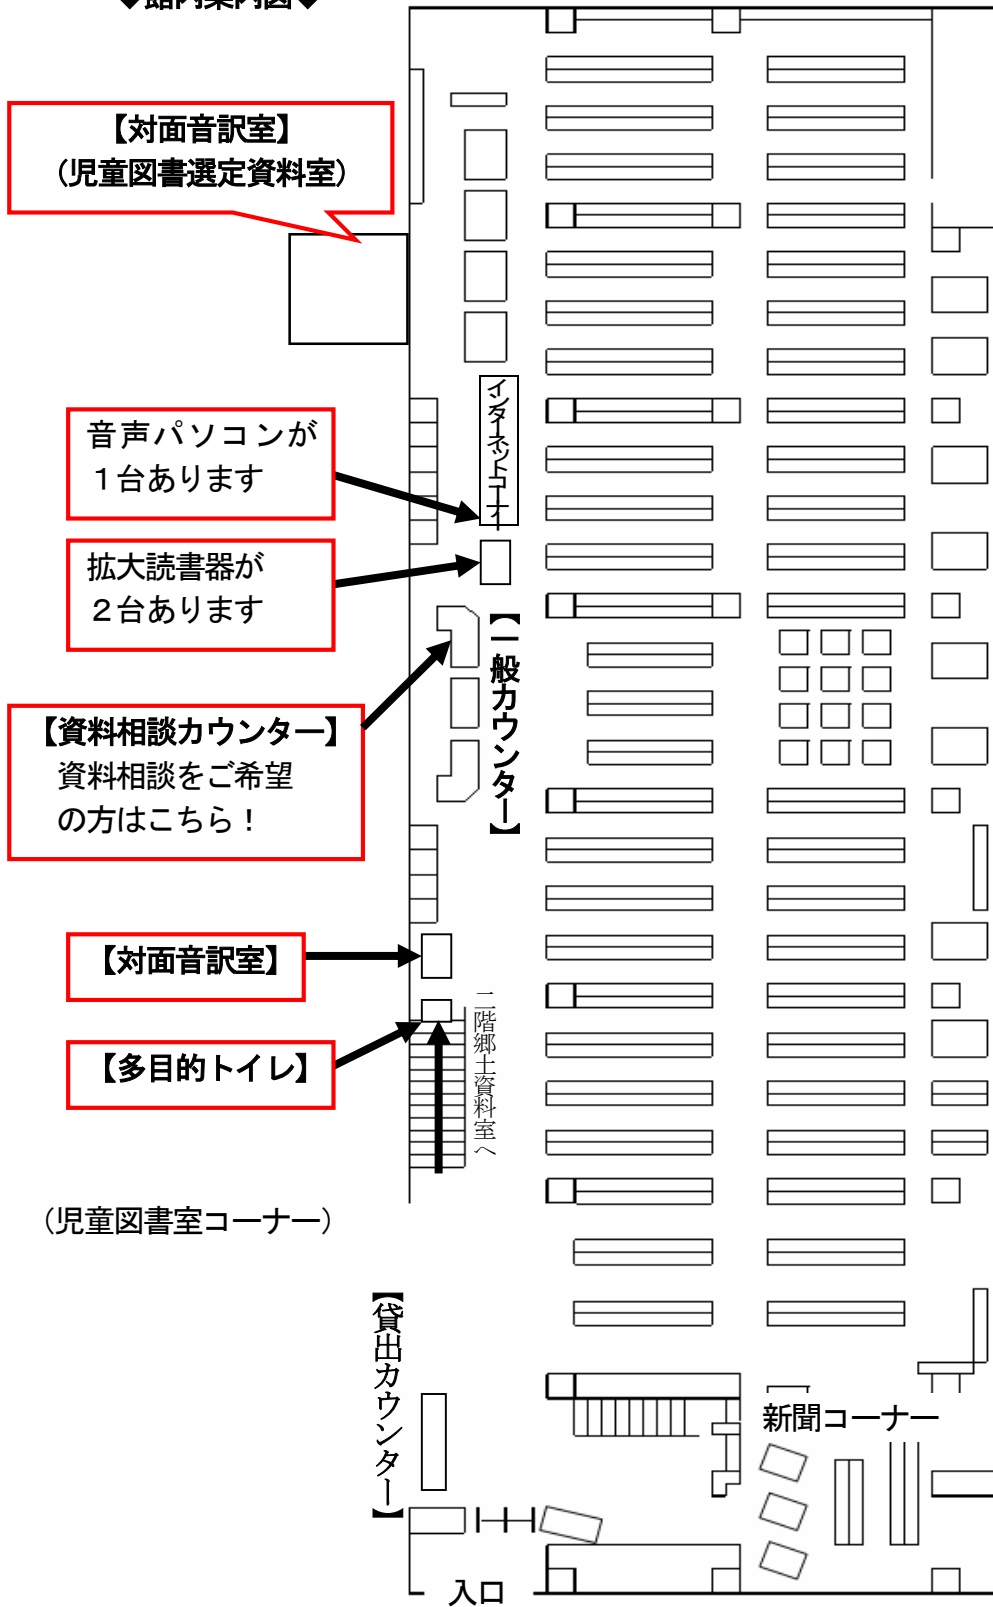 ◆館内案内図◆
【対面音訳室】
（児童図書選定資料室）
インターネットコーナー
音声パソコンが
１台あります
拡大読書器が
２台あります
【一般カウンター】
【資料相談カウンター】
資料相談をご希望
の方はこちら！
【対面音訳室】
二階郷土資料室へ
【多目的トイレ】
（児童図書室コーナー）
【貸出カウンター】
新聞コーナー
入口